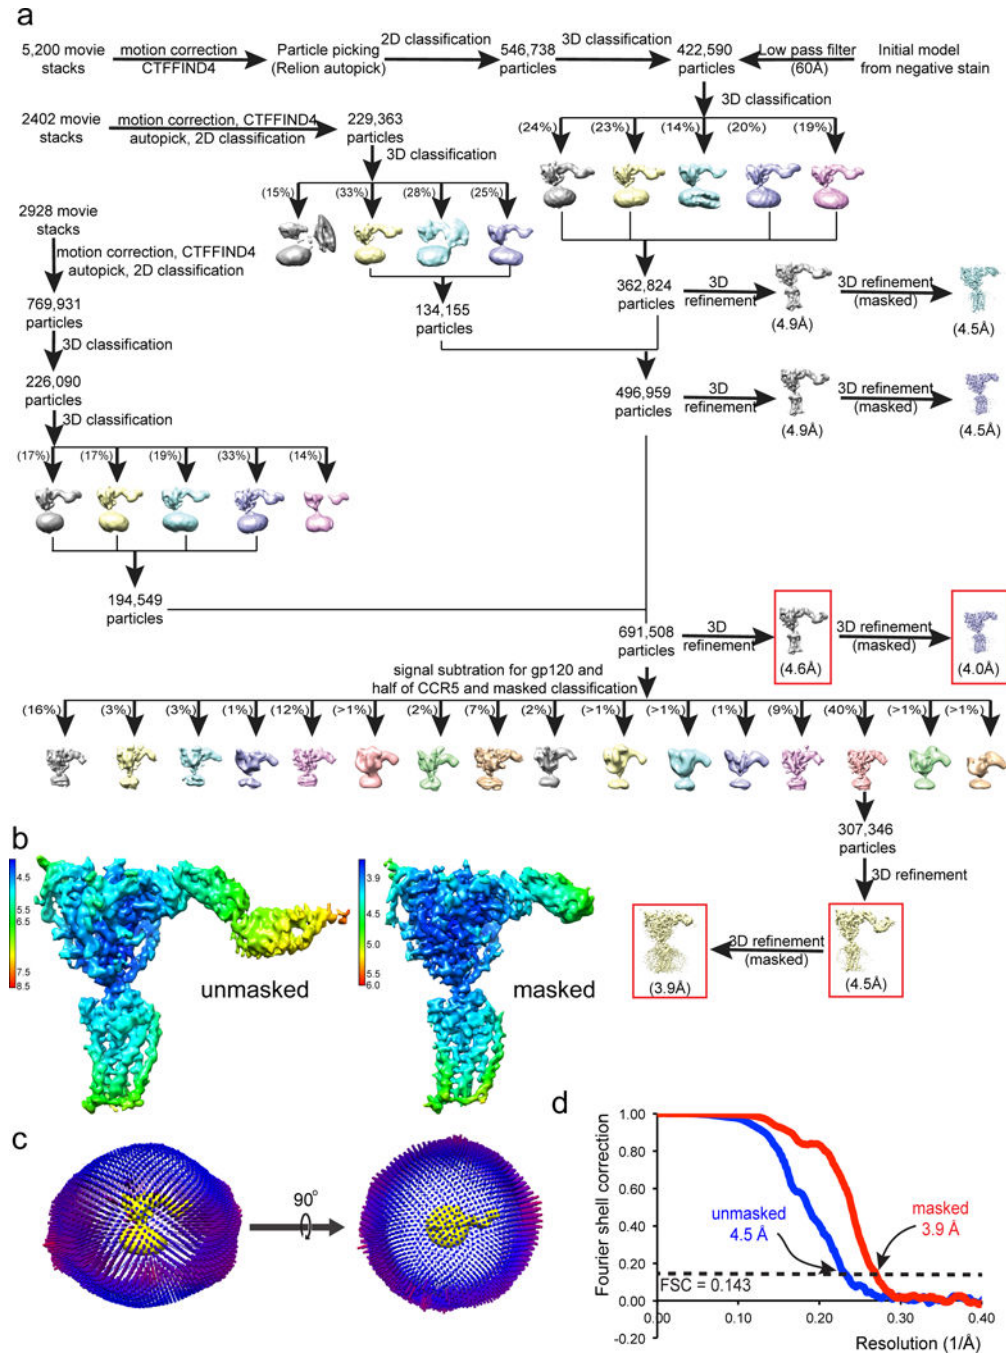 a
5,200 movie stacks
motion correction
CTFFIND4
Particle picking
(Relion autopick)
2D classification
546,738
particles
3D classification
422,590
particles
Low pass filter
(60Å)
Initial model
from negative stain
3D classification
(24%) (23%) (14%) (20%) (19%)
2402 movie
stacks
motion correction, CTFFIND4
autopick, 2D classification
229,363
particles
3D classification
(15%) (33%) (28%) (25%)
2928 movie
stacks
motion correction, CTFFIND4
autopick, 2D classification
769,931
particles
3D classification
226,090
particles
3D classification
(17%) (17%) (19%) (33%) (14%)
134,155
particles
362,824
particles
3D
refinement
(4.9Å)
3D refinement
(masked)
(4.5Å)
496,959
particles
3D
refinement
(4.9Å)
3D refinement
(masked)
(4.5Å)
194,549
particles
691,508
particles
3D
refinement
(4.6Å)
3D refinement
(masked)
(4.0Å)
signal subtration for gp120 and
half of CCR5 and masked classification
(16%) (3%) (3%) (1%) (12%) (>1%) (2%) (7%) (2%) (>1%) (>1%) (1%) (9%) (40%) (>1%) (>1%)
307,346
particles
3D refinement
(4.5Å)
3D refinement
(masked)
(3.9Å)
b
4.5
5.5
6.5
7.5
8.5
unmasked
3.9
4.5
5.0
5.5
6.0
masked
c
90°
d
Fourier shell correction
1.00
0.80
0.60
0.40
0.20
0.00
-0.20
unmasked
4.5 Å
masked
3.9 Å
FSC = 0.143
0.00 0.10 0.20 0.30 0.40
Resolution (1/Å)